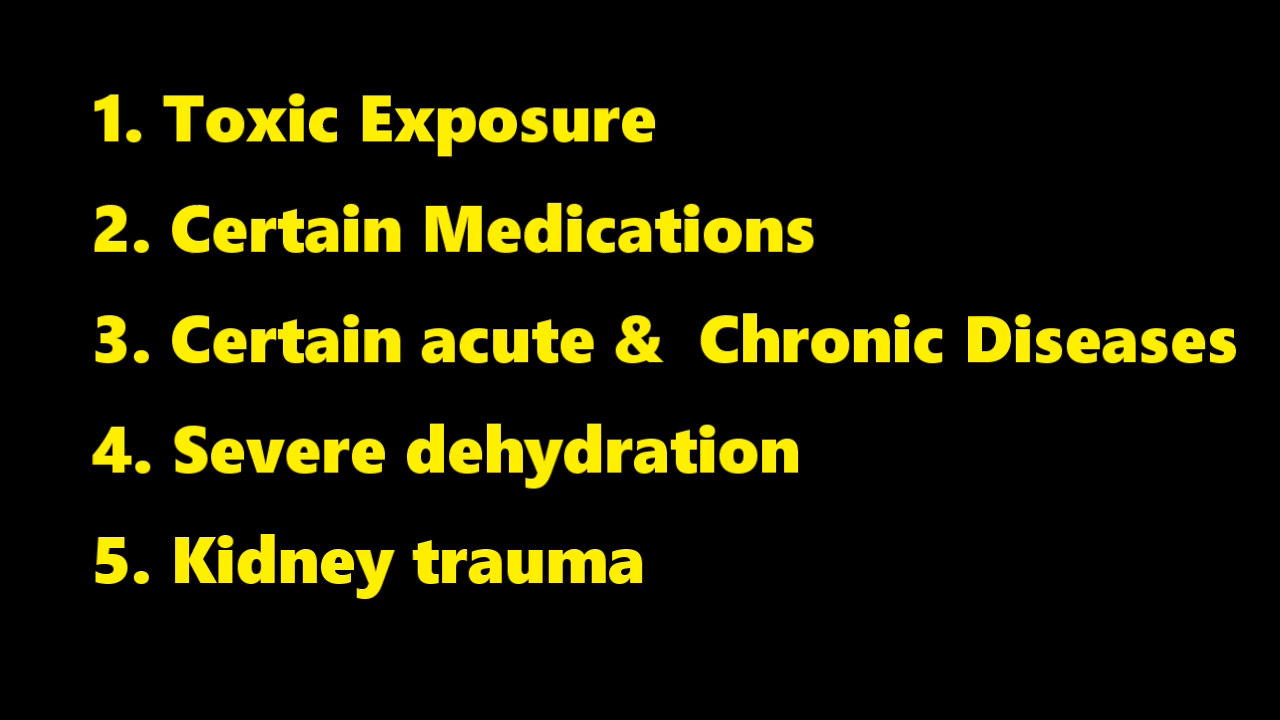 1. Toxic Exposure
2. Certain Medications
3. Certain acute &  Chronic Diseases
4. Severe dehydration
5. Kidney trauma